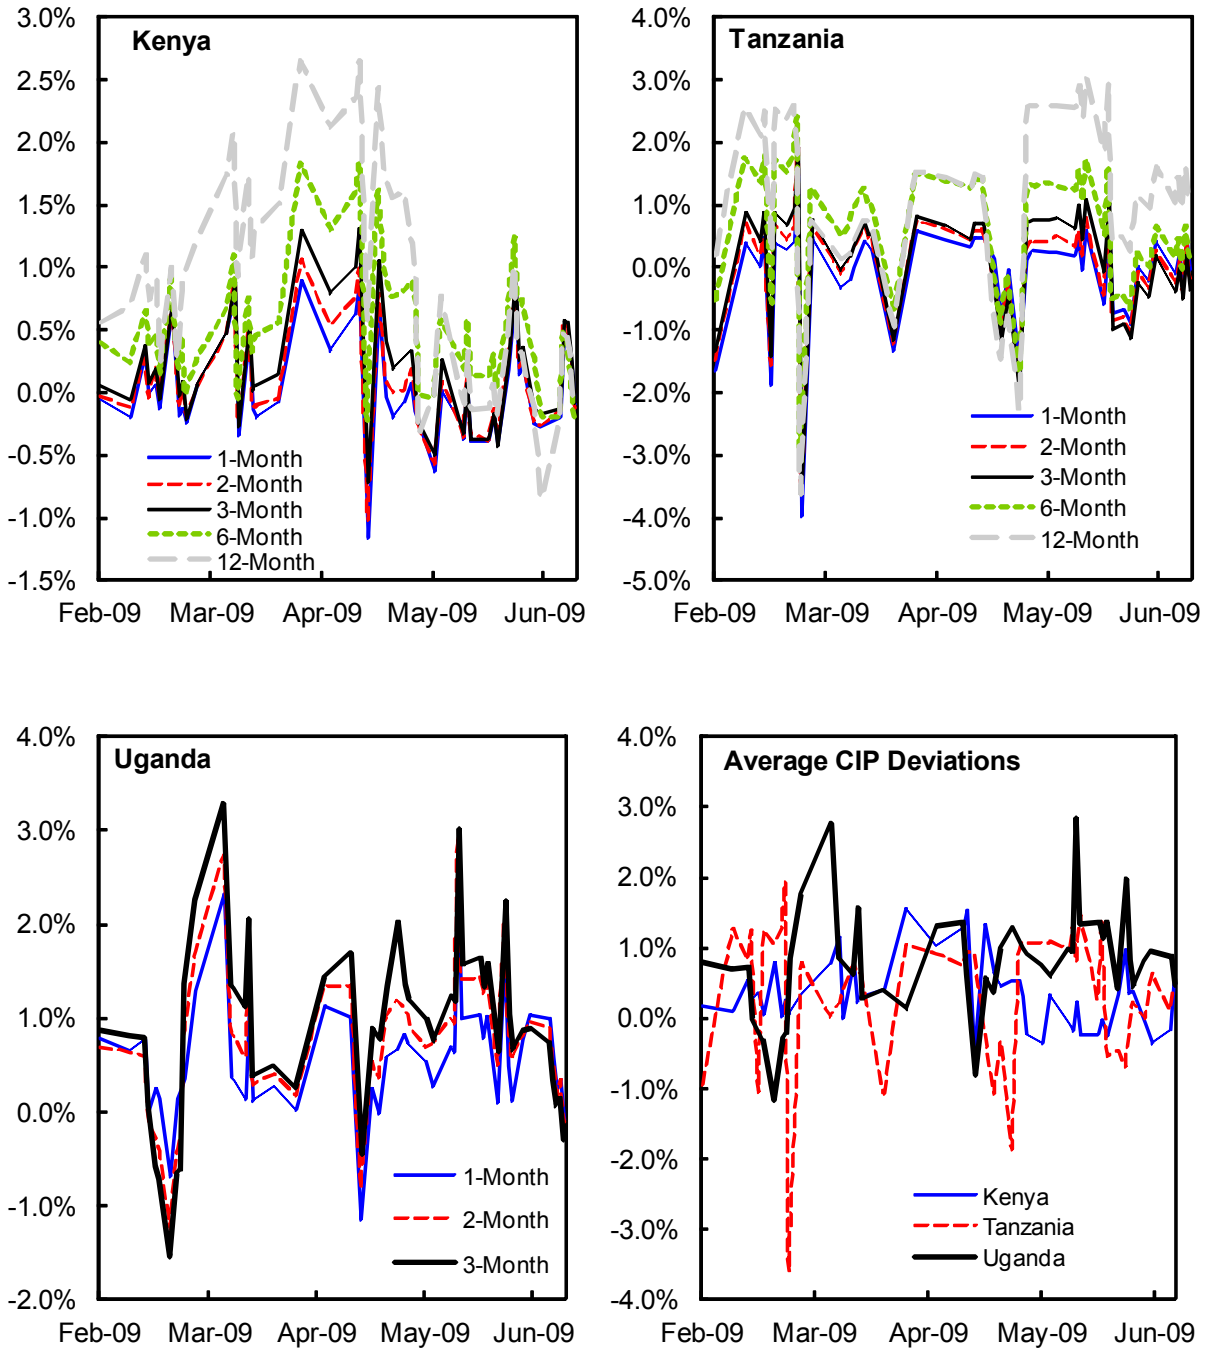 Kenya
3.0%
2.5%
2.0%
1.5%
1.0%
0.5%
0.0%
-0.5%
-1.0%
-1.5%
1-Month
2-Month
3-Month
6-Month
12-Month
Feb-09 Mar-09 Apr-09 May-09 Jun-09
Tanzania
4.0%
3.0%
2.0%
1.0%
0.0%
-1.0%
-2.0%
-3.0%
-4.0%
-5.0%
1-Month
2-Month
3-Month
6-Month
12-Month
Feb-09 Mar-09 Apr-09 May-09 Jun-09
Uganda
4.0%
3.0%
2.0%
1.0%
0.0%
-1.0%
-2.0%
1-Month
2-Month
3-Month
Feb-09 Mar-09 Apr-09 May-09 Jun-09
Average CIP Deviations
4.0%
3.0%
2.0%
1.0%
0.0%
-1.0%
-2.0%
-3.0%
-4.0%
Kenya
Tanzania
Uganda
Feb-09 Mar-09 Apr-09 May-09 Jun-09